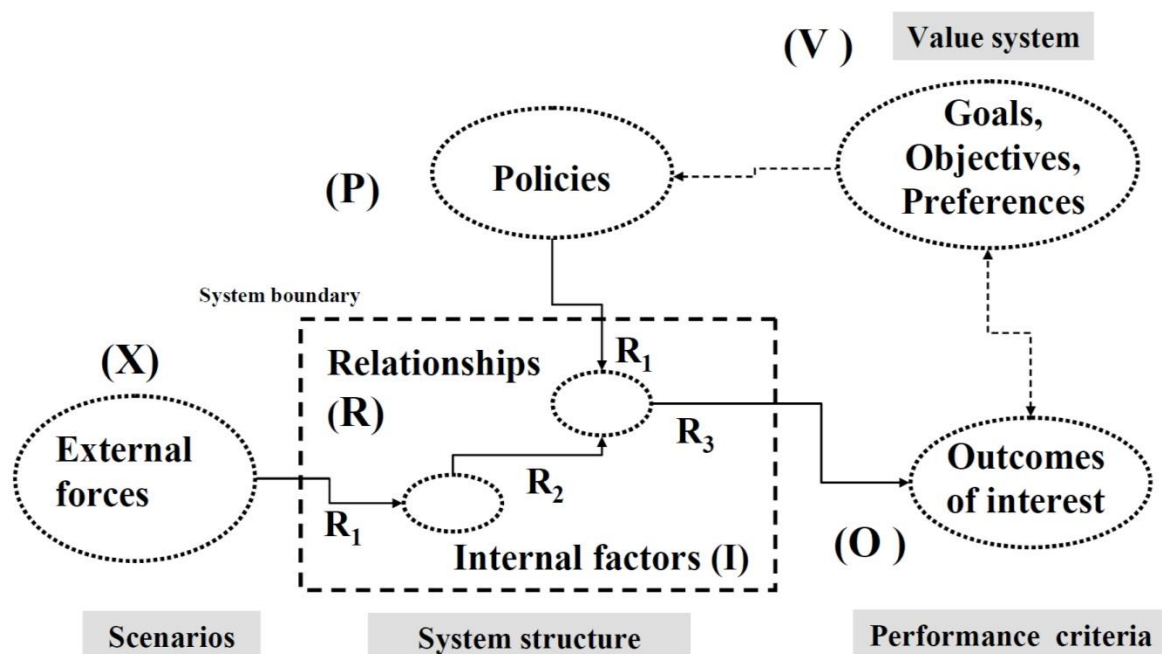 (V )
Value system
Goals,
Objectives,
Preferences
(P)
Policies
System boundary
(X)
External
forces
Relationships
(R)
R₁
R₃
R₂
R₁
Internal factors (I)
Outcomes
of interest
(O )
Scenarios
System structure
Performance criteria